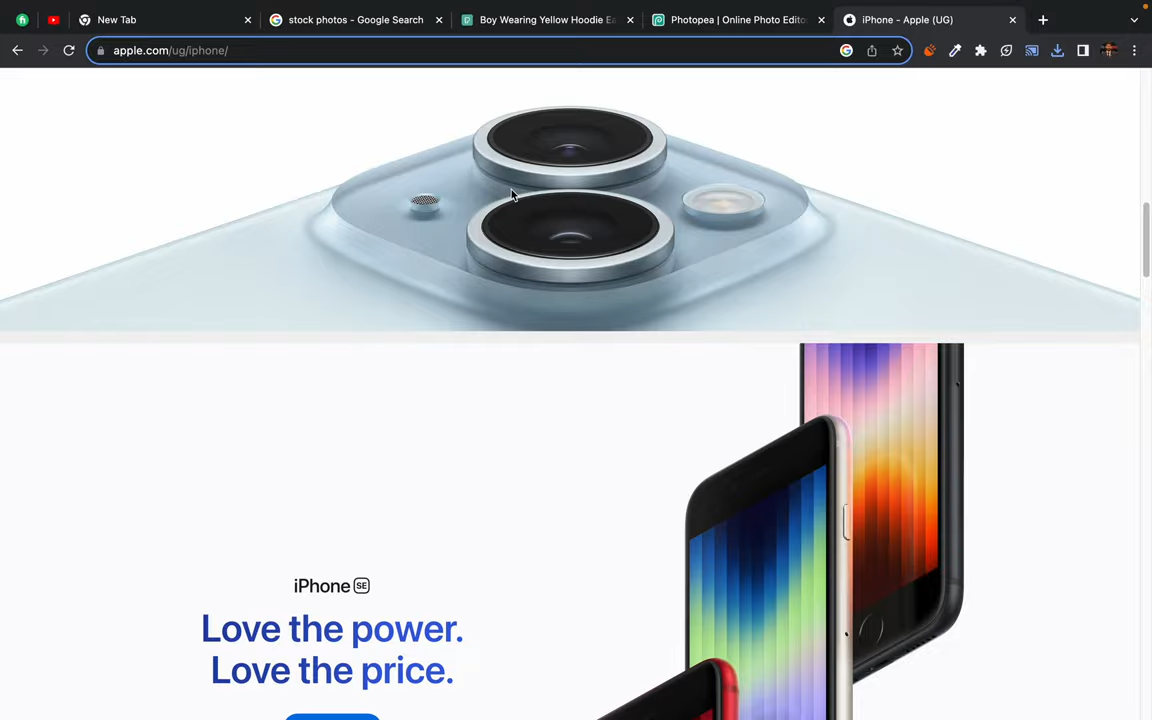 New Tab
stock photos - Google Search
Boy Wearing Yellow Hoodie Ea
Photopea | Online Photo Edito
iPhone - Apple (UG)
apple.com/ug/iphone/
iPhone SE
Love the power.
Love the price.